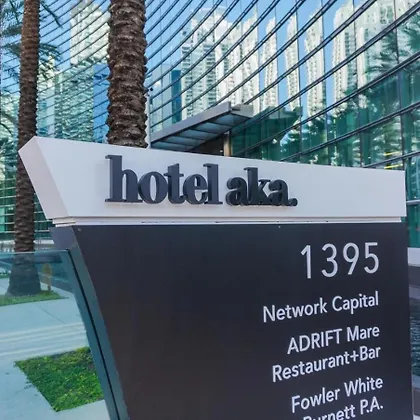 hotel aka.
1395
Network Capital
ADRIFT Mare
Restaurant+Bar
Fowler White
Burnett P.A.